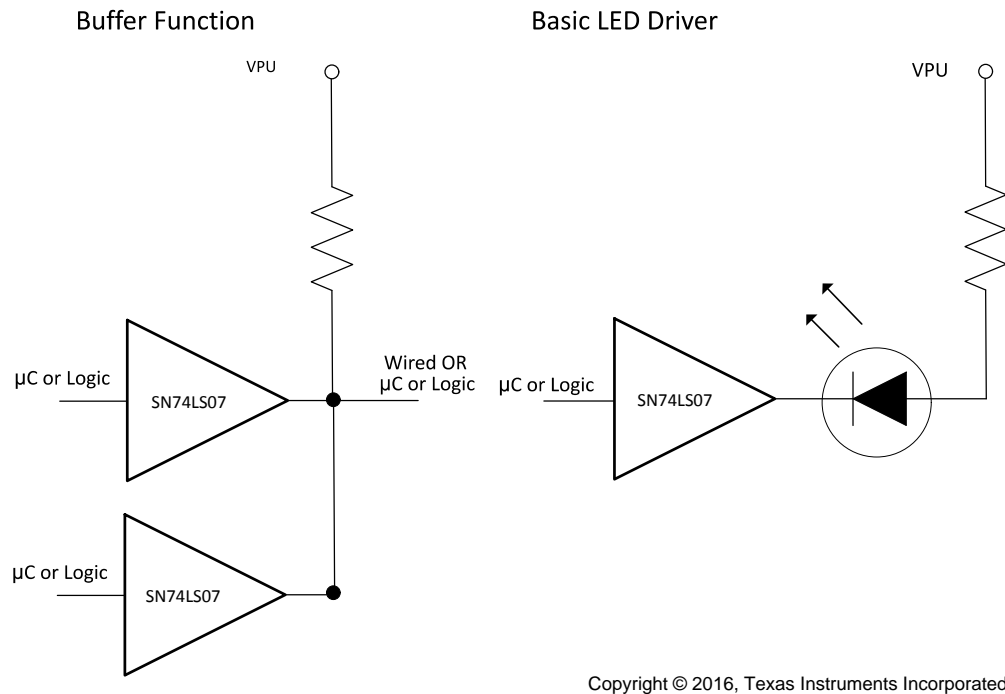 Buffer Function
Basic LED Driver
VPU
VPU
µC or Logic
SN74LS07
Wired OR
µC or Logic
µC or Logic
SN74LS07
µC or Logic
SN74LS07
Copyright © 2016, Texas Instruments Incorporated